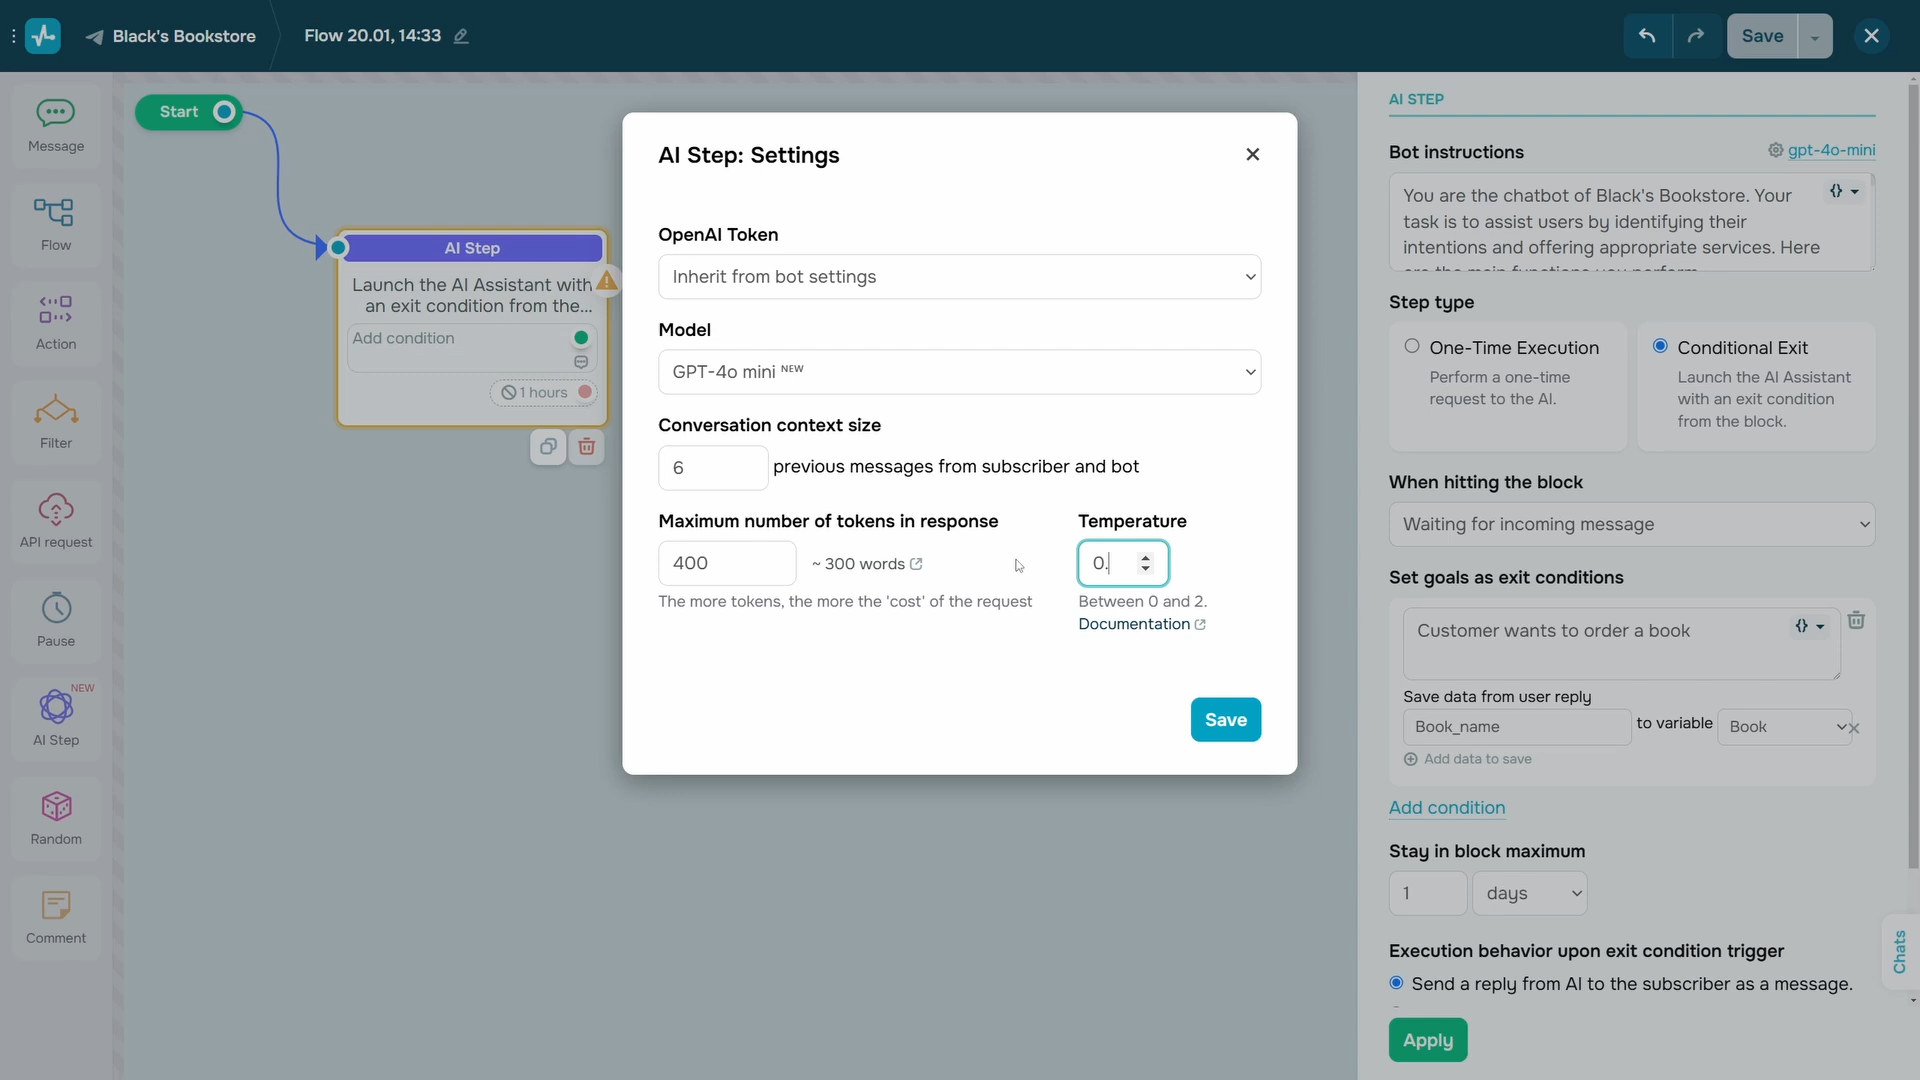 Black's Bookstore
Flow 20.01, 14:33
Save
Message
Flow
Action
Filter
API request
Pause
NEW
AI Step
Random
Comment
Start
AI Step
Launch the AI Assistant with
an exit condition from the...
Add condition
1 hours
AI Step: Settings
OpenAI Token
Inherit from bot settings
Model
GPT-4o mini NEW
Conversation context size
6 previous messages from subscriber and bot
Maximum number of tokens in response
400 ~ 300 words
The more tokens, the more the 'cost' of the request
Temperature
0.
Between 0 and 2.
Documentation
Save
AI STEP
Bot instructions
gpt-4o-mini
You are the chatbot of Black's Bookstore. Your
task is to assist users by identifying their
intentions and offering appropriate services. Here
are the main functions you perform
{}
Step type
One-Time Execution
Perform a one-time
request to the AI.
Conditional Exit
Launch the AI Assistant
with an exit condition
from the block.
When hitting the block
Waiting for incoming message
Set goals as exit conditions
Customer wants to order a book
{}
Save data from user reply
Book_name to variable Book
Add data to save
Add condition
Stay in block maximum
1 days
Execution behavior upon exit condition trigger
Send a reply from AI to the subscriber as a message.
Apply
Chats